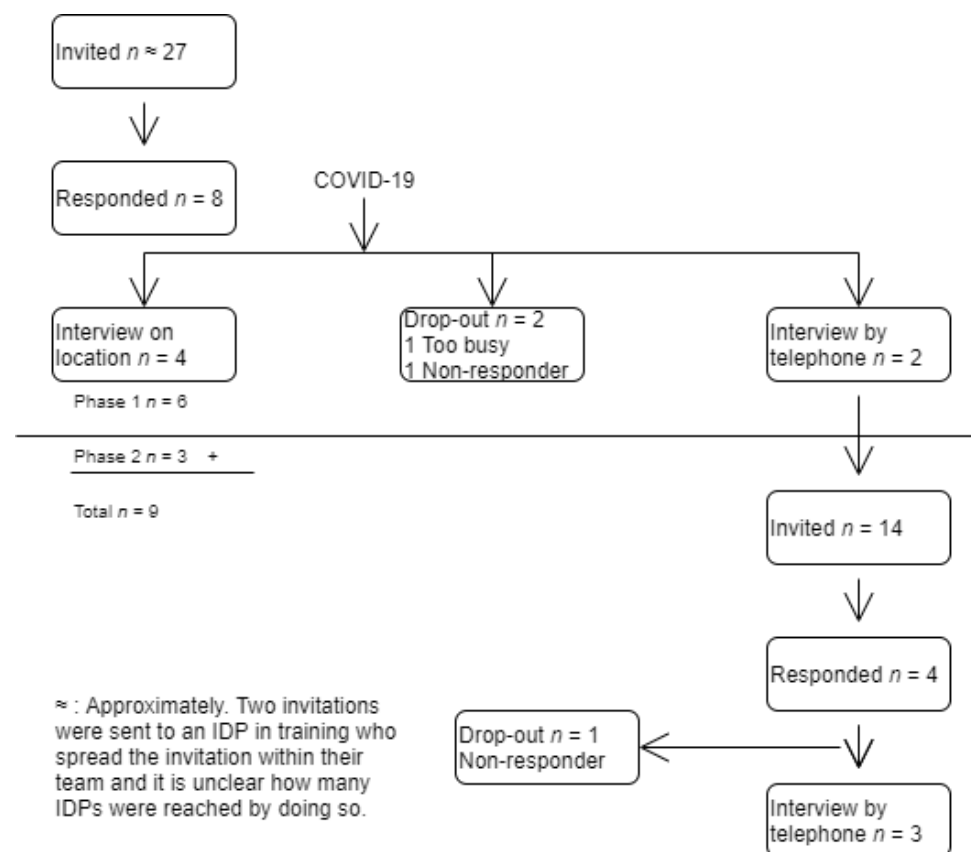 Invited n ≈ 27
Responded n = 8
COVID-19
Interview on
location n = 4
Drop-out n = 2
1 Too busy
1 Non-responder
Interview by
telephone n = 2
Phase 1 n = 6
Phase 2 n = 3 +
Total n = 9
Invited n = 14
Responded n = 4
Drop-out n = 1
Non-responder
Interview by
telephone n = 3
≈ : Approximately. Two invitations
were sent to an IDP in training who
spread the invitation within their
team and it is unclear how many
IDPs were reached by doing so.